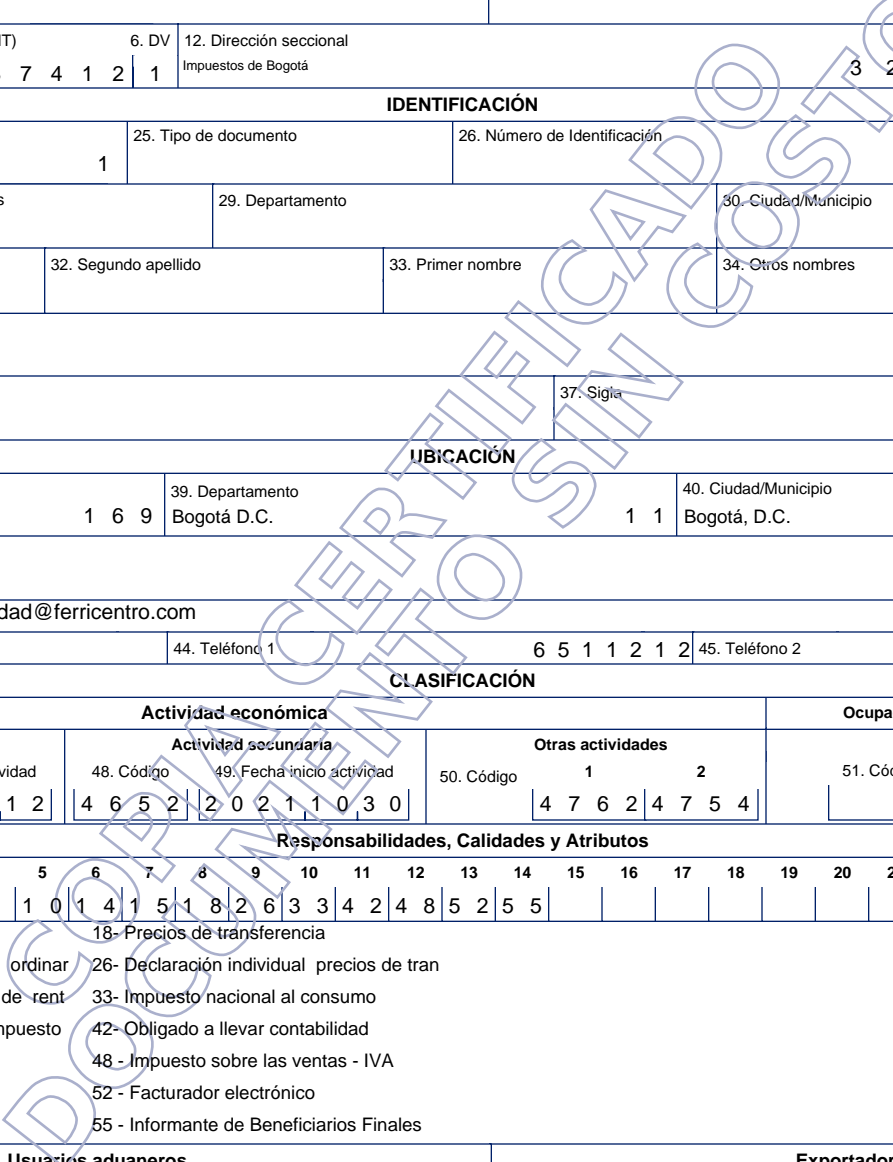 IT) 6. DV 12. Dirección seccional
7 4 1 2 1 Impuestos de Bogotá 3 2
IDENTIFICACIÓN
25. Tipo de documento 26. Número de Identificación
1
s 29. Departamento 30. Ciudad/Municipio
32. Segundo apellido 33. Primer nombre 34. Otros nombres
37. Sigla
UBICACIÓN
39. Departamento 40. Ciudad/Municipio
1 6 9 Bogotá D.C. 1 1 Bogotá, D.C.
dad@ferricentro.com
44. Teléfono 1 6 5 1 1 2 1 2 45. Teléfono 2
CLASIFICACIÓN
Actividad económica Ocupa
Actividad secundaria Otras actividades
vidad 48. Código 49. Fecha inicio actividad 50. Código 1 2 51. Cód
1 2 4 6 5 2 2 0 2 1 1 0 3 0 4 7 6 2 4 7 5 4
Responsabilidades, Calidades y Atributos
5 6 7 8 9 10 11 12 13 14 15 16 17 18 19 20 2
1 0 1 4 1 5 1 8 2 6 3 3 4 2 4 8 5 2 5 5
18- Precios de transferencia
ordinar 26- Declaración individual precios de tran
de rent 33- Impuesto nacional al consumo
mpuesto 42- Obligado a llevar contabilidad
48 - Impuesto sobre las ventas - IVA
52 - Facturador electrónico
55 - Informante de Beneficiarios Finales
Usuarios aduaneros Exportador
COPIA CERTIFICADO
DOCUMENTO SIN COSTO